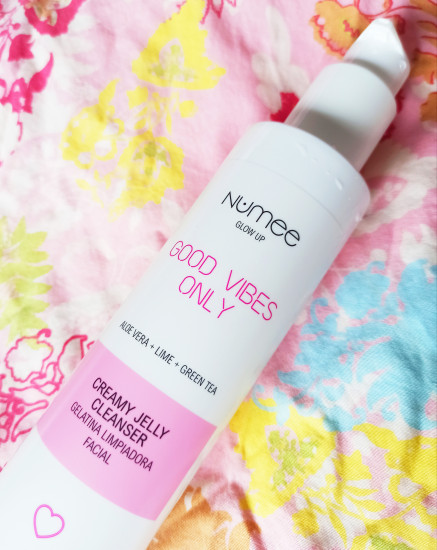 NUMEE
GLOW UP
GOOD VIBES
ONLY
ALOE VERA + LIME + GREEN TEA
CREAMY JELLY
CLEANSER
GELATINA LIMPIADORA
FACIAL